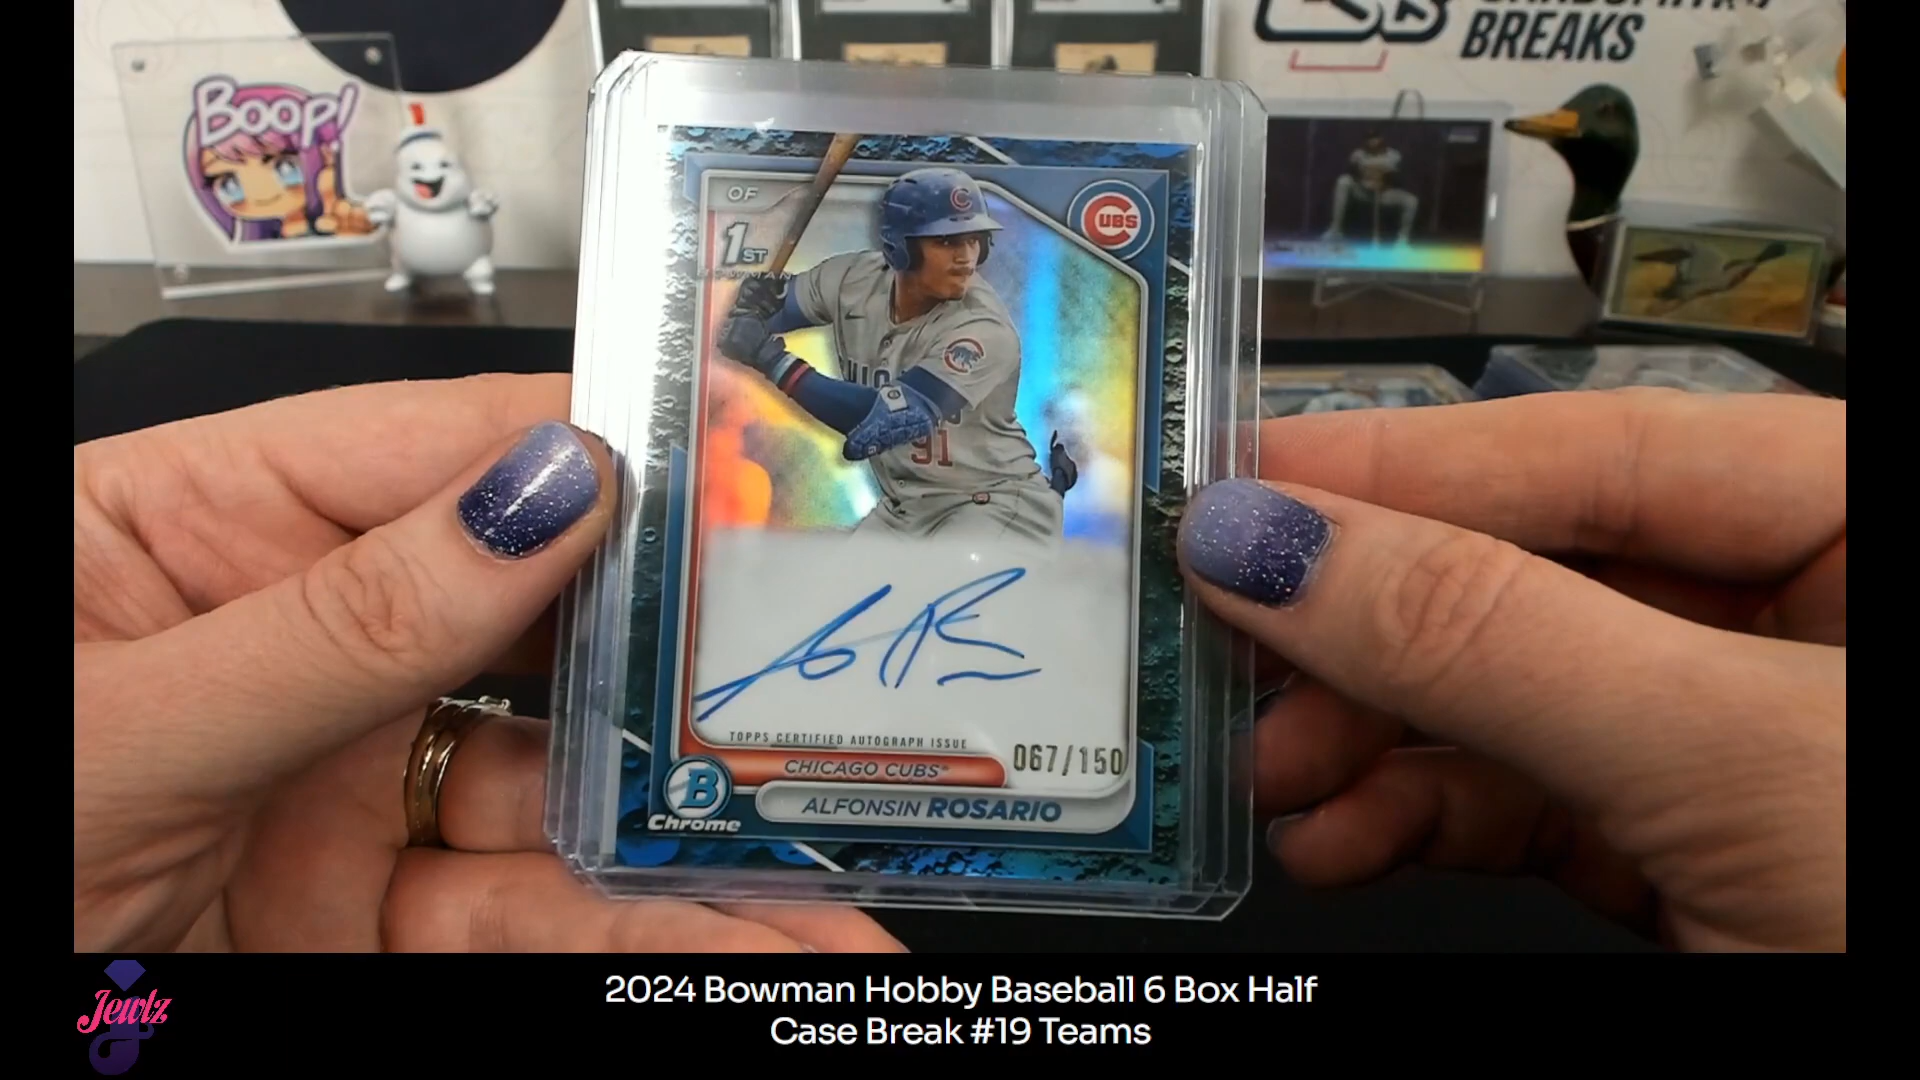 BREAKS
BOOP!
OF
C
CUBS
1ST
BOWMAN
91
TOPPS CERTIFIED AUTOGRAPH ISSUE
067/150
CHICAGO CUBS
B
Chrome
ALFONSIN ROSARIO
Jewlz
2024 Bowman Hobby Baseball 6 Box Half
Case Break #19 Teams